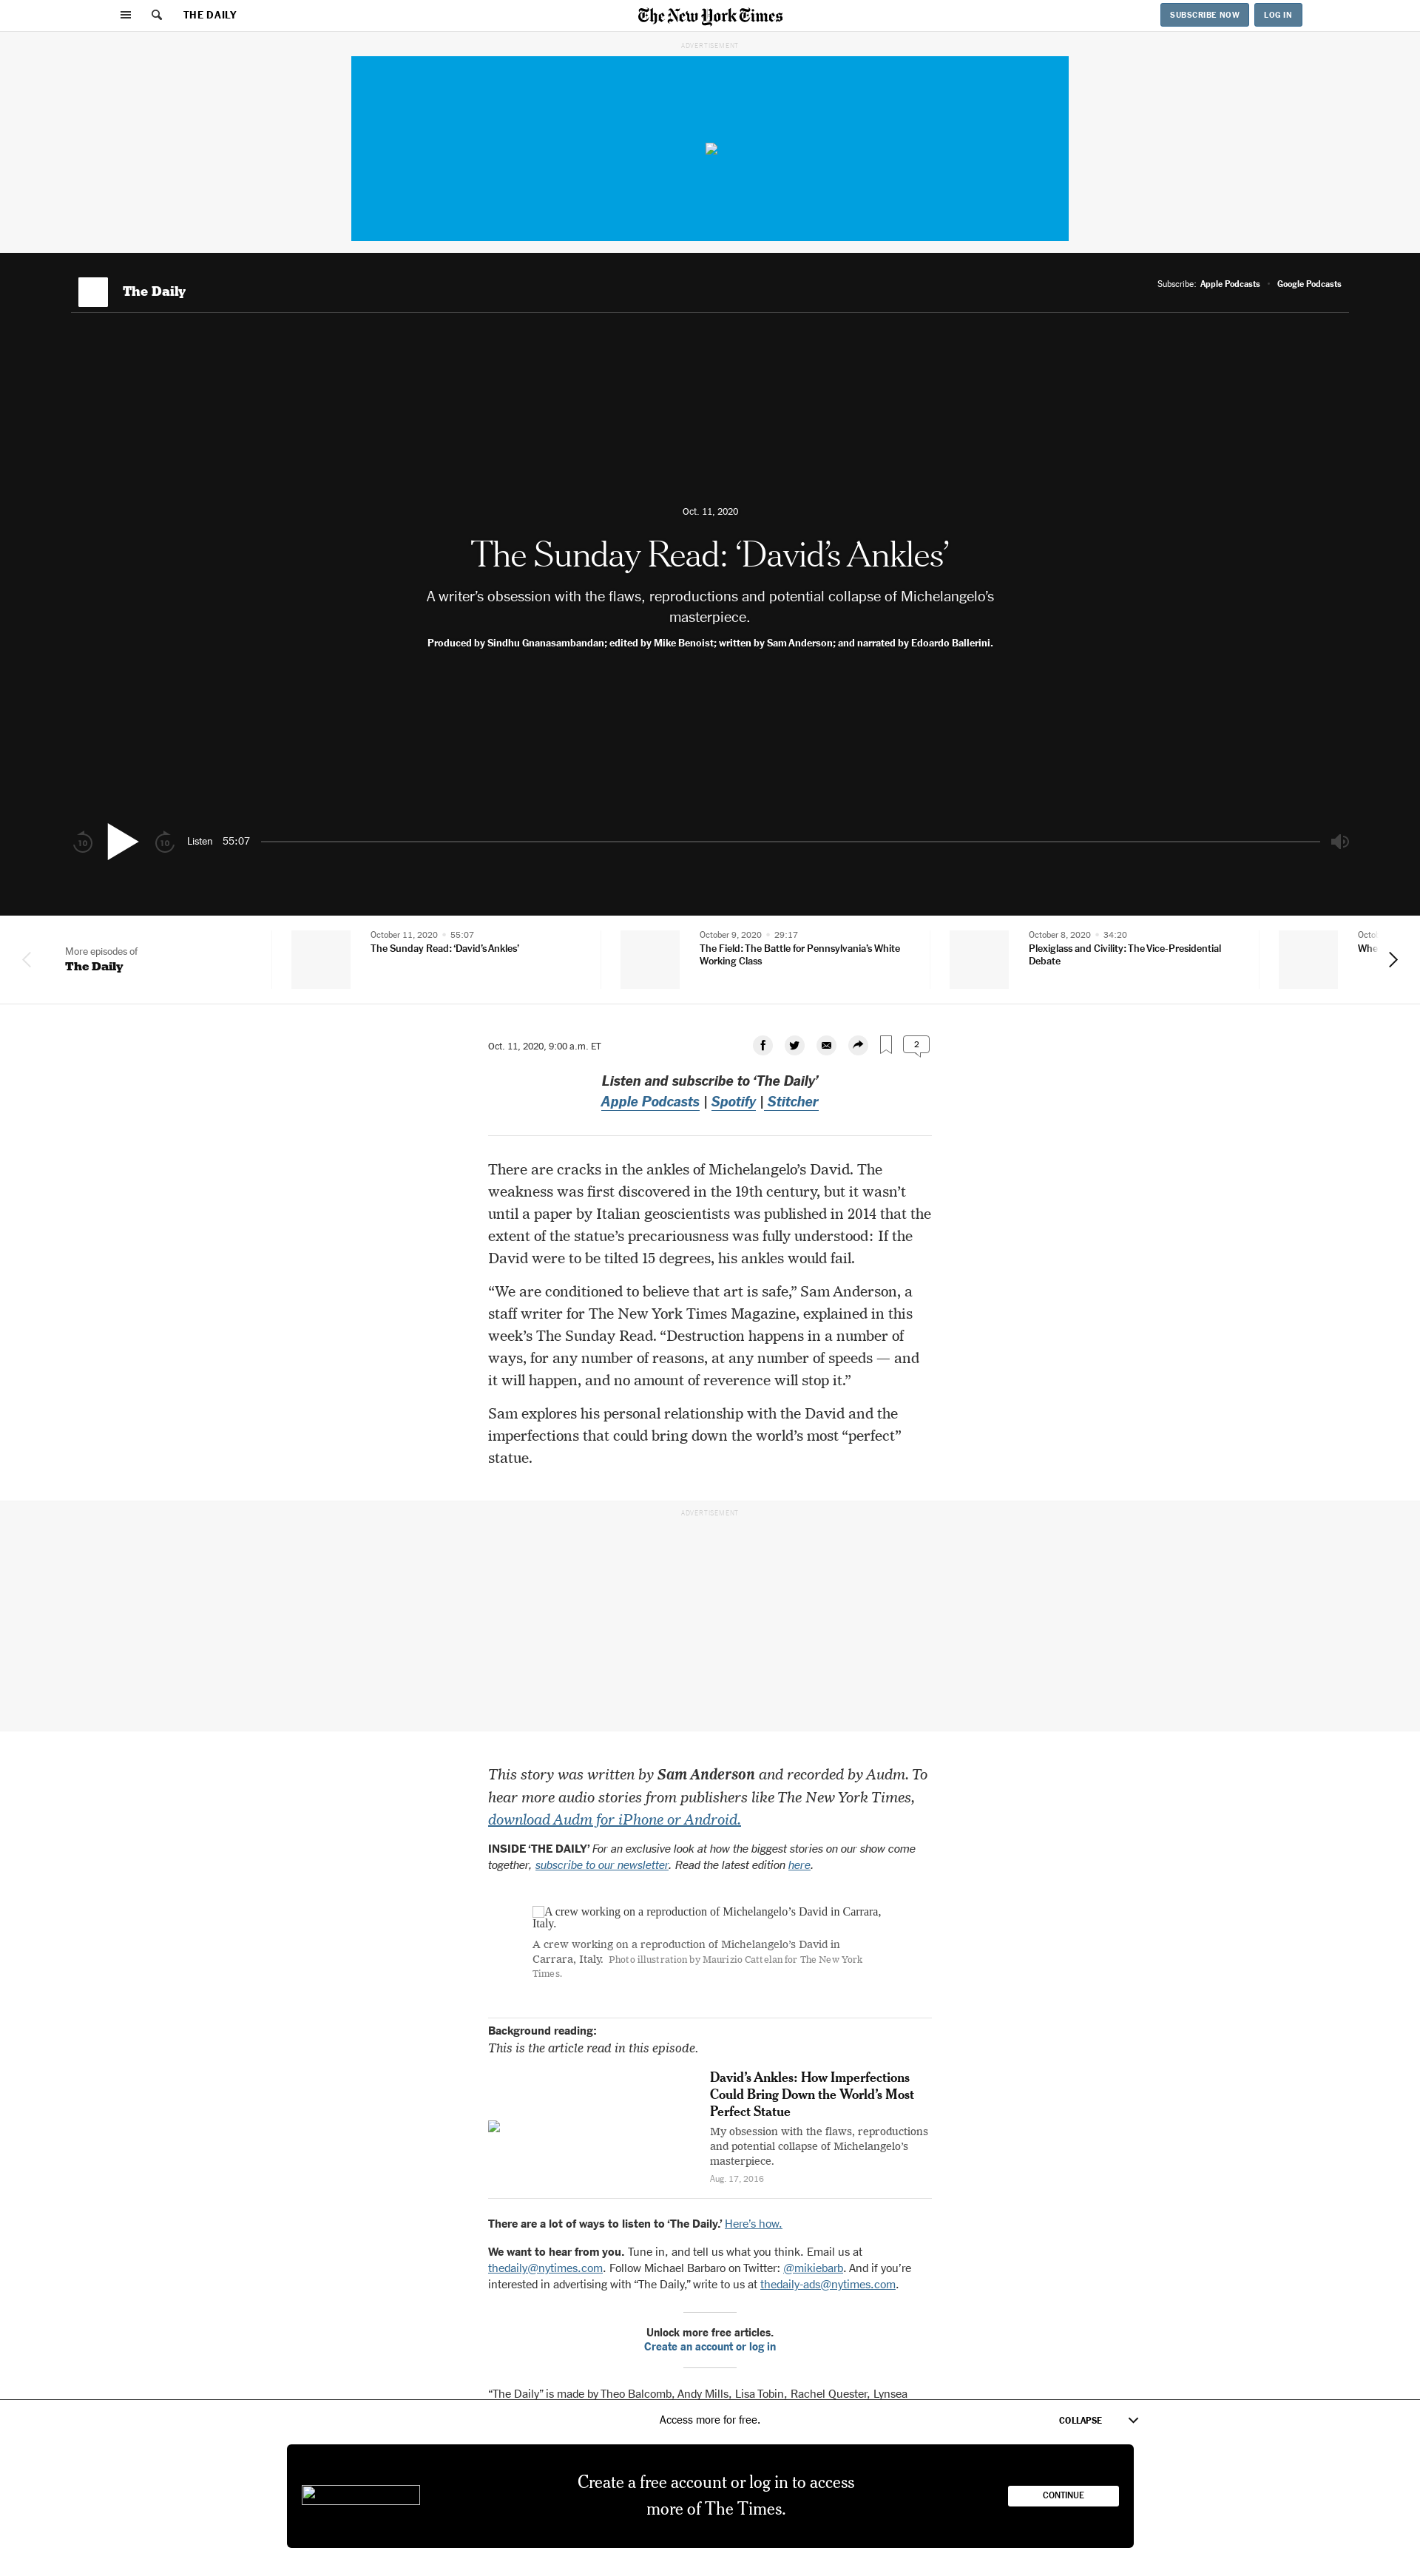 THE DAILY
The New York Times
SUBSCRIBE NOW
LOG IN
ADVERTISEMENT
The Daily
Subscribe: Apple Podcasts • Google Podcasts
Oct. 11, 2020
The Sunday Read: ‘David’s Ankles’
A writer’s obsession with the flaws, reproductions and potential collapse of Michelangelo’s
masterpiece.
Produced by Sindhu Gnanasambandan; edited by Mike Benoist; written by Sam Anderson; and narrated by Edoardo Ballerini.
10
10
Listen 55:07
More episodes of
The Daily
October 11, 2020 • 55:07
The Sunday Read: ‘David’s Ankles’
October 9, 2020 • 29:17
The Field: The Battle for Pennsylvania’s White
Working Class
October 8, 2020 • 34:20
Plexiglass and Civility: The Vice-Presidential
Debate
Oct. 11, 2020, 9:00 a.m. ET
2
Listen and subscribe to ‘The Daily’
Apple Podcasts | Spotify | Stitcher
There are cracks in the ankles of Michelangelo’s David. The
weakness was first discovered in the 19th century, but it wasn’t
until a paper by Italian geoscientists was published in 2014 that the
extent of the statue’s precariousness was fully understood: If the
David were to be tilted 15 degrees, his ankles would fail.
“We are conditioned to believe that art is safe,” Sam Anderson, a
staff writer for The New York Times Magazine, explained in this
week’s The Sunday Read. “Destruction happens in a number of
ways, for any number of reasons, at any number of speeds — and
it will happen, and no amount of reverence will stop it.”
Sam explores his personal relationship with the David and the
imperfections that could bring down the world’s most “perfect”
statue.
ADVERTISEMENT
This story was written by Sam Anderson and recorded by Audm. To
hear more audio stories from publishers like The New York Times,
download Audm for iPhone or Android.
INSIDE ‘THE DAILY’ For an exclusive look at how the biggest stories on our show come
together, subscribe to our newsletter. Read the latest edition here.
A crew working on a reproduction of Michelangelo’s David in Carrara,
Italy.
A crew working on a reproduction of Michelangelo’s David in
Carrara, Italy. Photo illustration by Maurizio Cattelan for The New York
Times.
Background reading:
This is the article read in this episode.
David’s Ankles: How Imperfections
Could Bring Down the World’s Most
Perfect Statue
My obsession with the flaws, reproductions
and potential collapse of Michelangelo’s
masterpiece.
Aug. 17, 2016
There are a lot of ways to listen to ‘The Daily.’ Here’s how.
We want to hear from you. Tune in, and tell us what you think. Email us at
thedaily@nytimes.com. Follow Michael Barbaro on Twitter: @mikiebarb. And if you’re
interested in advertising with “The Daily,” write to us at thedaily-ads@nytimes.com.
Unlock more free articles.
Create an account or log in
“The Daily” is made by Theo Balcomb, Andy Mills, Lisa Tobin, Rachel Quester, Lynsea
Access more for free.
COLLAPSE
Create a free account or log in to access
more of The Times.
CONTINUE